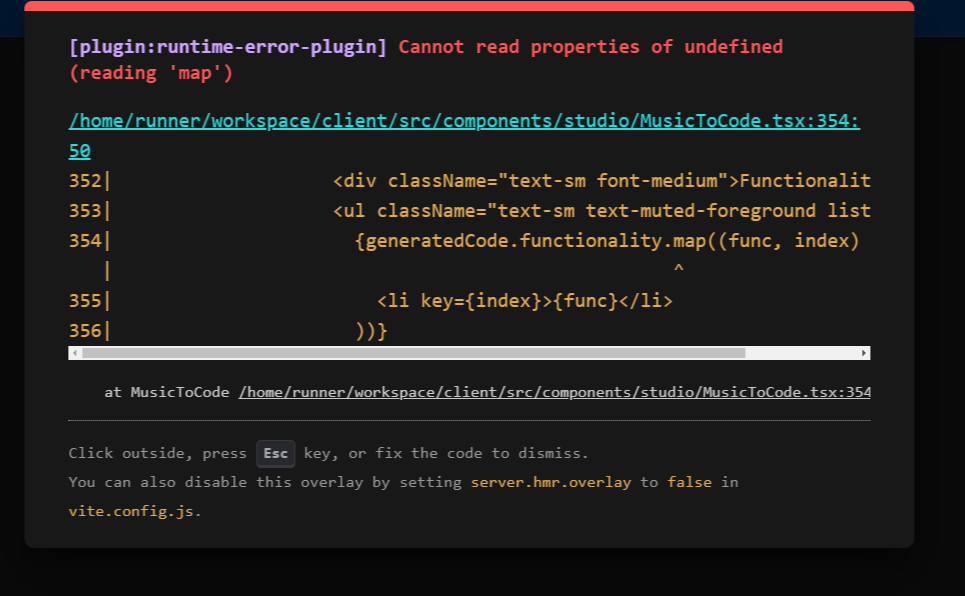 [plugin:runtime-error-plugin] Cannot read properties of undefined
(reading 'map')
/home/runner/workspace/client/src/components/studio/MusicToCode.tsx:354:
50
352|                     <div className="text-sm font-medium">Functionalit
353|                     <ul className="text-sm text-muted-foreground list
354|                       {generatedCode.functionality.map((func, index)
   |                                                    ^
355|                         <li key={index}>{func}</li>
356|                       ))}
at MusicToCode /home/runner/workspace/client/src/components/studio/MusicToCode.tsx:354
Click outside, press Esc key, or fix the code to dismiss.
You can also disable this overlay by setting server.hmr.overlay to false in
vite.config.js.